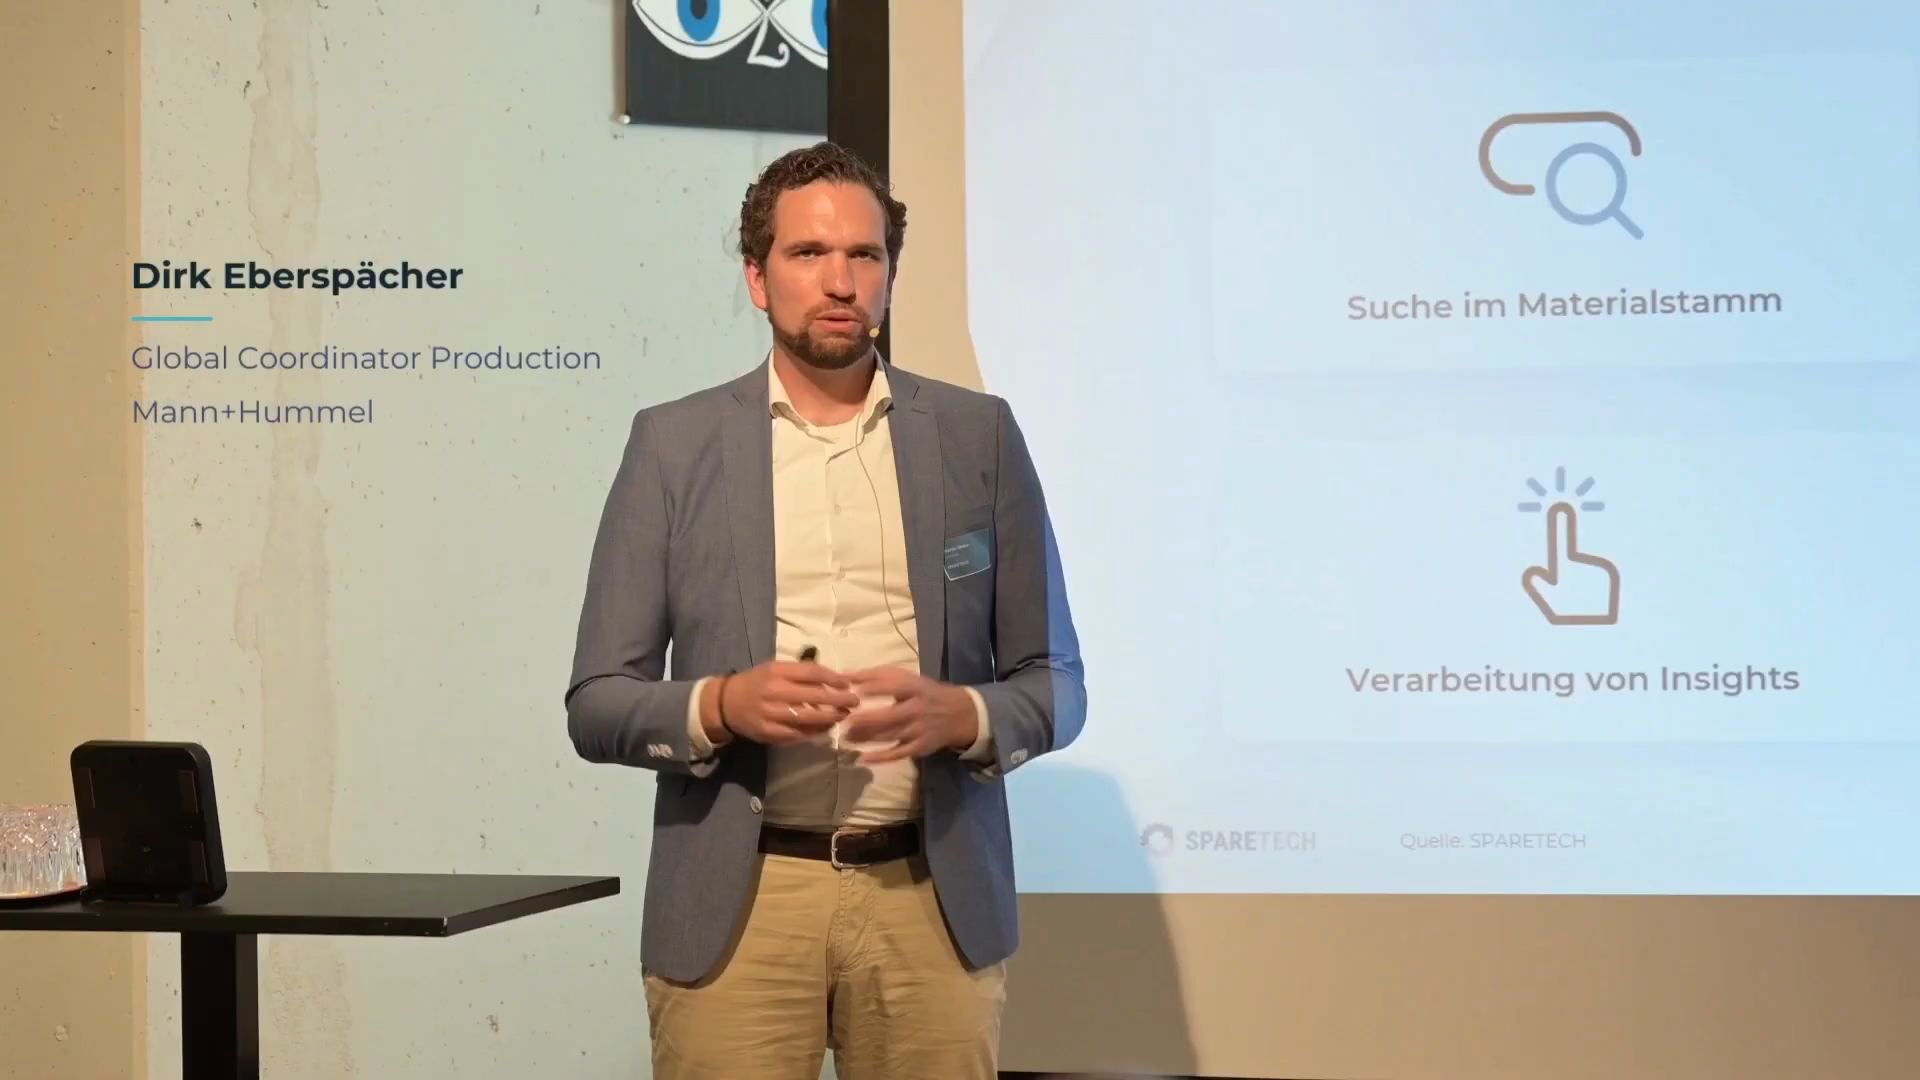 Dirk Eberspächer
Global Coordinator Production
Mann+Hummel
Suche im Materialstamm
Verarbeitung von Insights
SPARETECH
Quelle: SPARETECH